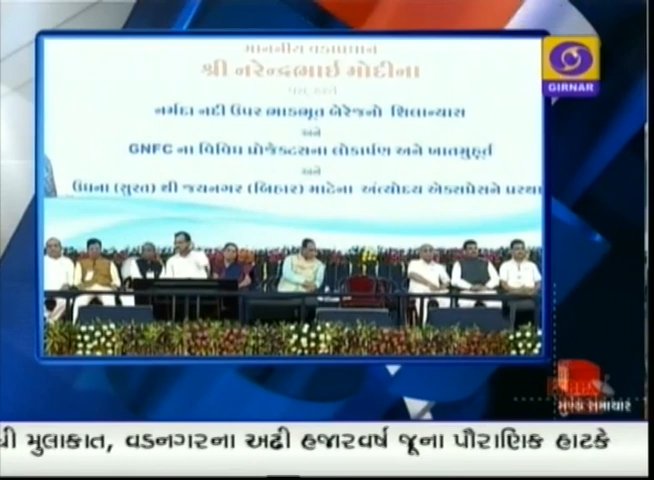 માનનીય વડાપ્રધાન
શ્રી નરેન્દ્રભાઇ મોદીના
નર્મદા નદી ઉપર ભાડભૂત બેરેજનો શિલાન્યાસ
અને
GNFC ના વિવિધ પ્રોજેક્ટસના લોકાર્પણ અને ખાતમુહૂર્ત
અને
ઉધના (સુરત) થી જયનગર (બિહાર) માટેના અંત્યોદય એક્સપ્રેસને પ્રસ્થા
GIRNAR
મુખ્ય સમાચાર
મુલાકાત, વડનગરના અઢી હજારવર્ષ જૂના પૌરાણિક હાટકે